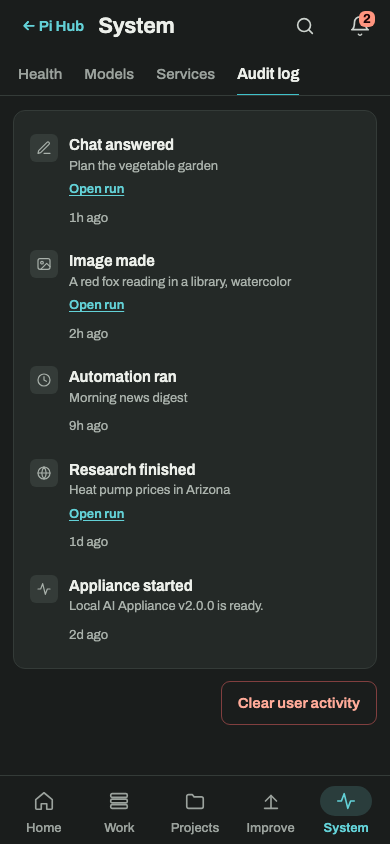 ← Pi Hub System
2
Health Models Services Audit log
Chat answered
Plan the vegetable garden
Open run
1h ago
Image made
A red fox reading in a library, watercolor
Open run
2h ago
Automation ran
Morning news digest
9h ago
Research finished
Heat pump prices in Arizona
Open run
1d ago
Appliance started
Local AI Appliance v2.0.0 is ready.
2d ago
Clear user activity
Home Work Projects Improve System